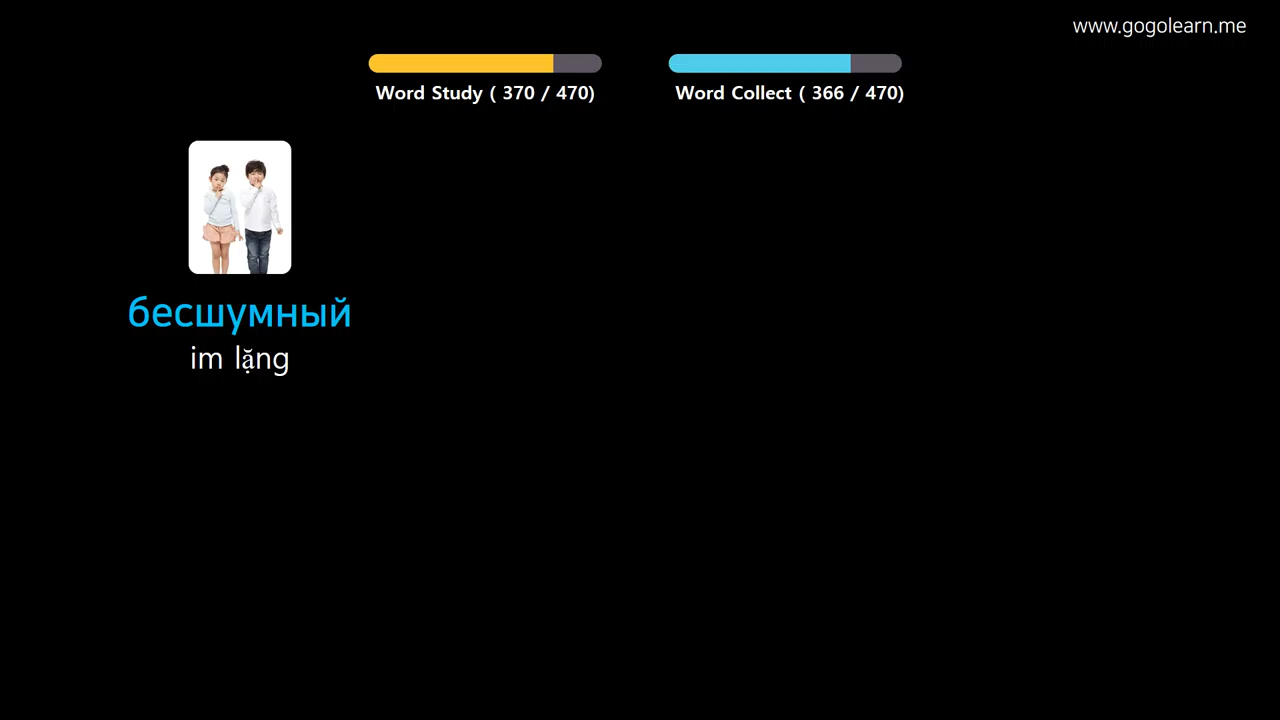 www.gogolearn.me
Word Study ( 370 / 470)
Word Collect ( 366 / 470)
бесшумный
im lặng